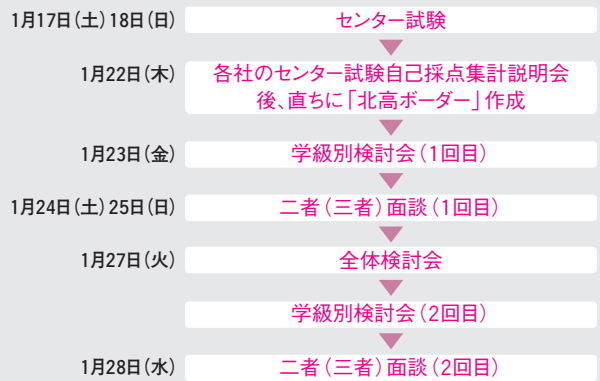 1月17日（土）18日（日） センター試験
1月22日（木） 各社のセンター試験自己採点集計説明会
後、直ちに「北高ボーダー」作成
1月23日（金） 学級別検討会（1回目）
1月24日（土）25日（日） 二者（三者）面談（1回目）
1月27日（火） 全体検討会
学級別検討会（2回目）
1月28日（水） 二者（三者）面談（2回目）